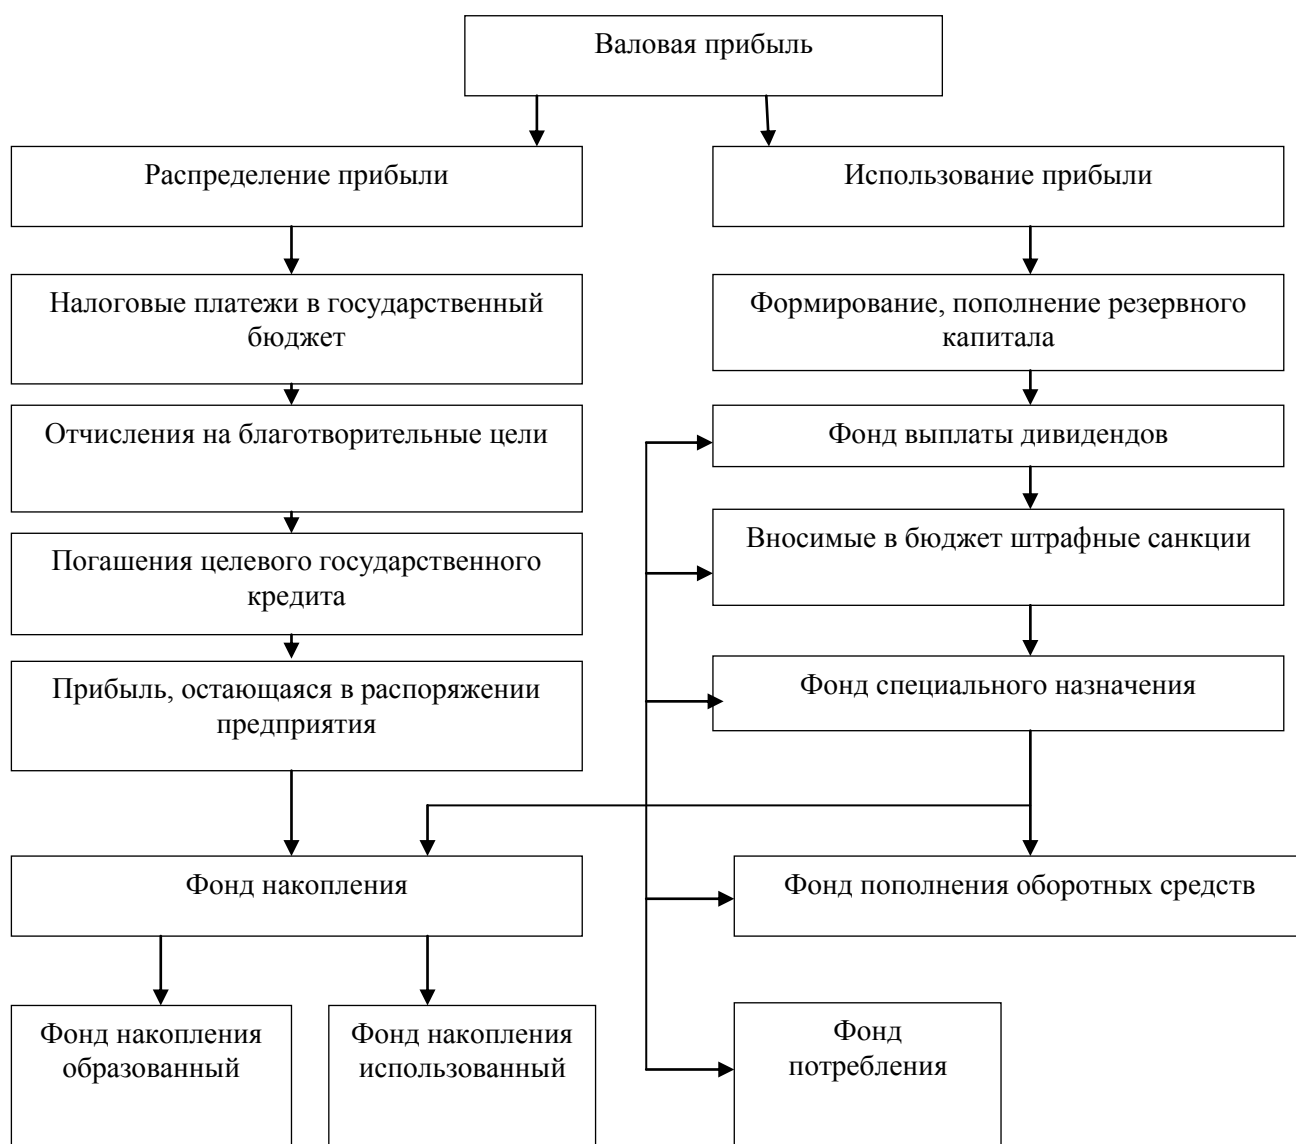 Валовая прибыль
Распределение прибыли
Использование прибыли
Налоговые платежи в государственный
бюджет
Формирование, пополнение резервного
капитала
Отчисления на благотворительные цели
Фонд выплаты дивидендов
Вносимые в бюджет штрафные санкции
Погашения целевого государственного
кредита
Прибыль, остающаяся в распоряжении
предприятия
Фонд специального назначения
Фонд накопления
Фонд пополнения оборотных средств
Фонд накопления
образованный
Фонд накопления
использованный
Фонд
потребления